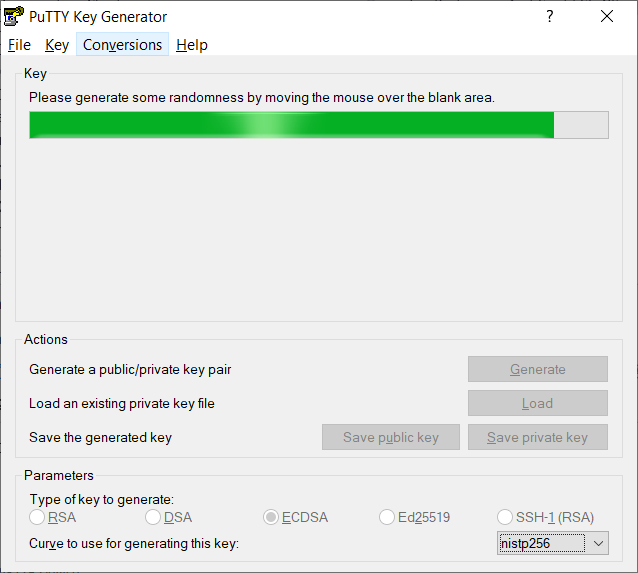 PuTTY Key Generator ?
File Key Conversions Help
Key
Please generate some randomness by moving the mouse over the blank area.
Actions
Generate a public/private key pair Generate
Load an existing private key file Load
Save the generated key Save public key Save private key
Parameters
Type of key to generate:
RSA DSA ECDSA Ed25519 SSH-1 (RSA)
Curve to use for generating this key: nistp256